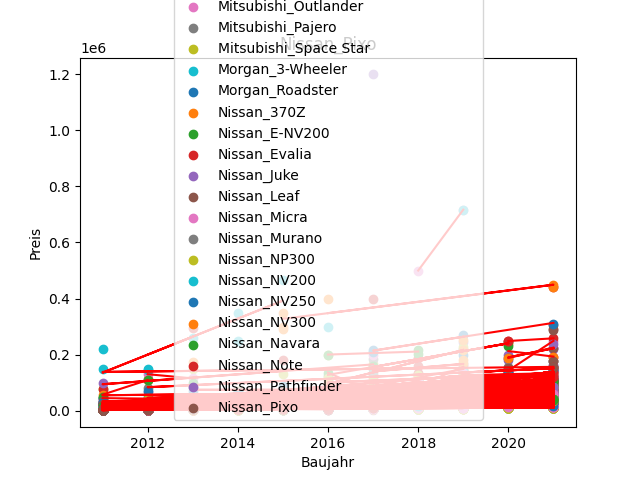 Mitsubishi_Outlander
Mitsubishi_Pajero
Nissan_Pixo
Mitsubishi_Space Star
Morgan_3-Wheeler
Morgan_Roadster
Nissan_370Z
Nissan_E-NV200
Nissan_Evalia
Nissan_Juke
Nissan_Leaf
Nissan_Micra
Nissan_Murano
Nissan_NP300
Nissan_NV200
Nissan_NV250
Nissan_NV300
Nissan_Navara
Nissan_Note
Nissan_Pathfinder
Nissan_Pixo
1e6
1.2
1.0
0.8
0.6
0.4
0.2
0.0
Preis
2012 2014 2016 2018 2020
Baujahr